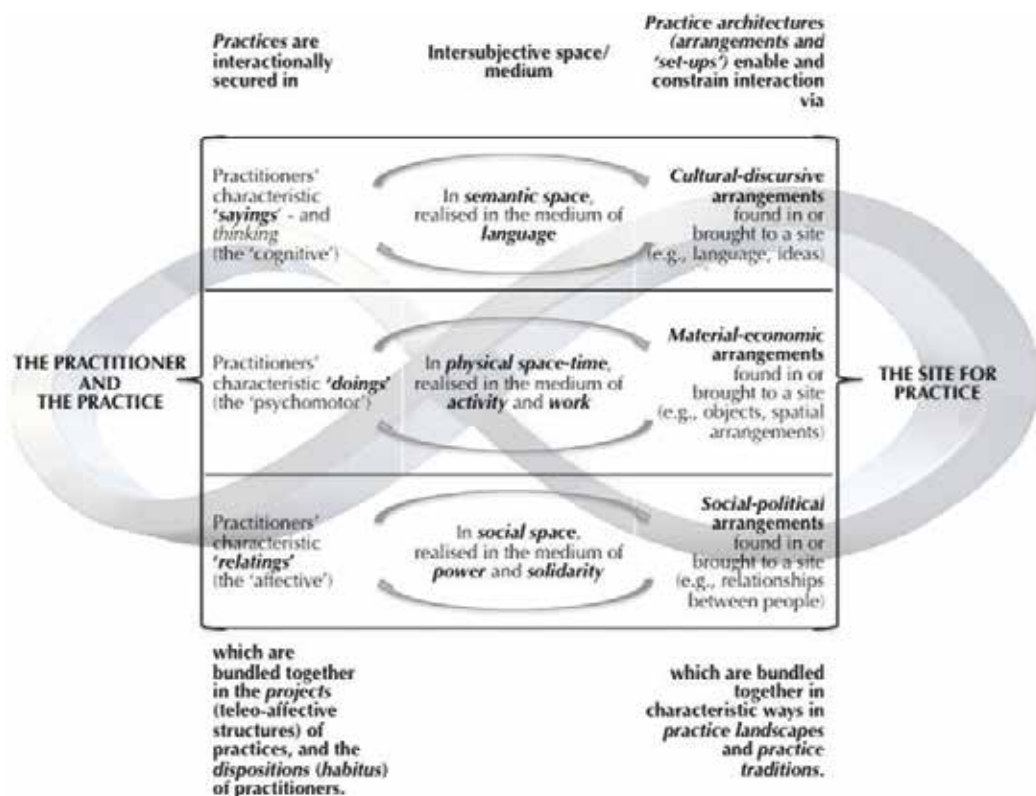 Practices are
interactionally
secured in
Intersubjective space/
medium
Practice architectures
(arrangements and
‘set-ups’) enable and
constrain interaction
via
THE PRACTITIONER
AND
THE PRACTICE
Practitioners’
characteristic
‘sayings’ - and
thinking
(the ‘cognitive’)
In semantic space,
realised in the medium of
language
Cultural-discursive
arrangements
found in or
brought to a site
(e.g., language, ideas)
Practitioners’
characteristic ‘doings’
(the ‘psychomotor’)
In physical space-time,
realised in the medium of
activity and work
Material-economic
arrangements
found in or
brought to a site
(e.g., objects, spatial
arrangements)
Practitioners’
characteristic
‘relatings’
(the ‘affective’)
In social space,
realised in the medium of
power and solidarity
Social-political
arrangements
found in or
brought to a site
(e.g., relationships
between people)
THE SITE FOR
PRACTICE
which are
bundled together
in the projects
(teleo-affective
structures) of
practices, and the
dispositions (habitus)
of practitioners.
which are bundled
together in
characteristic ways in
practice landscapes
and practice
traditions.